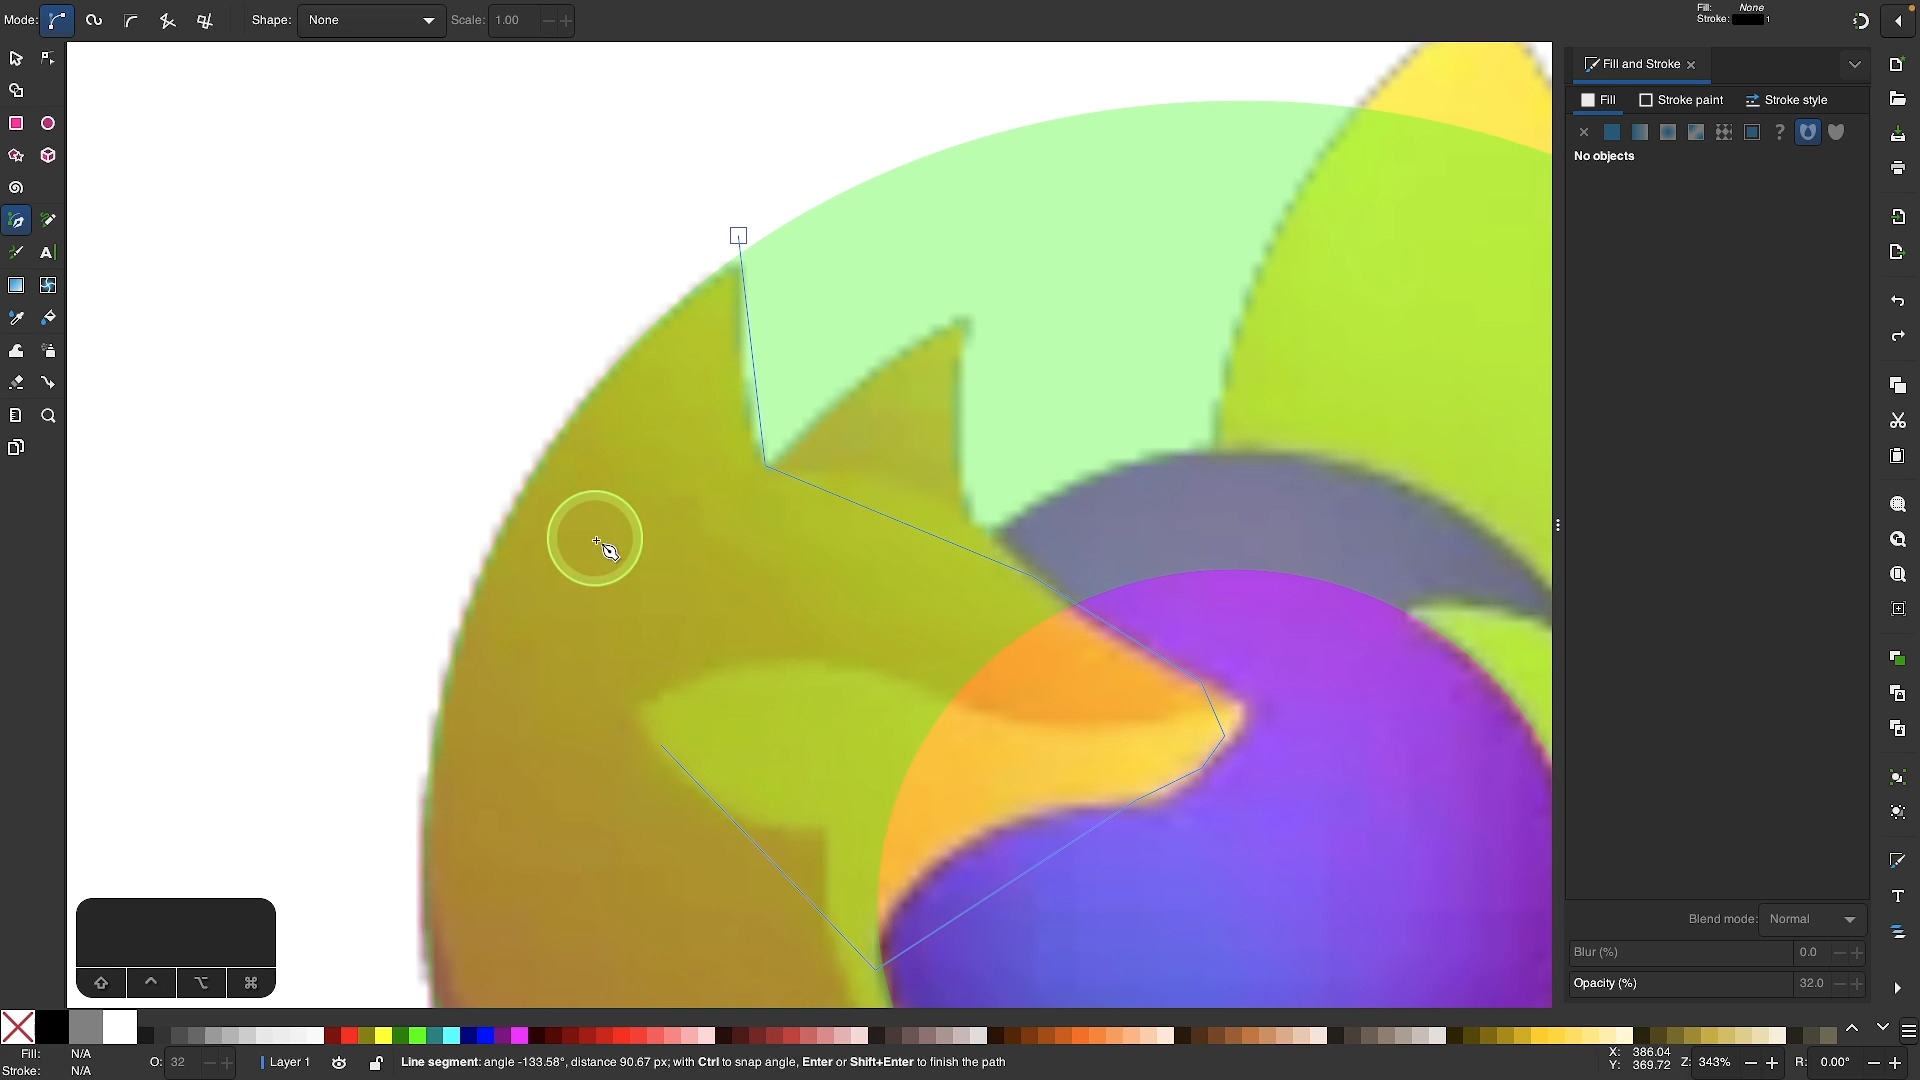 Mode:
Shape: None
Scale: 1.00
Fill: None
Stroke: 1
Fill and Stroke
Fill Stroke paint Stroke style
No objects
Blend mode: Normal
Blur (%) 0.0
Opacity (%) 32.0
Fill: N/A
Stroke: N/A
O: 32
Layer 1
Line segment: angle -133.58°, distance 90.67 px; with Ctrl to snap angle, Enter or Shift+Enter to finish the path
X: 386.04
Y: 369.72
Z: 343%
R: 0.00°